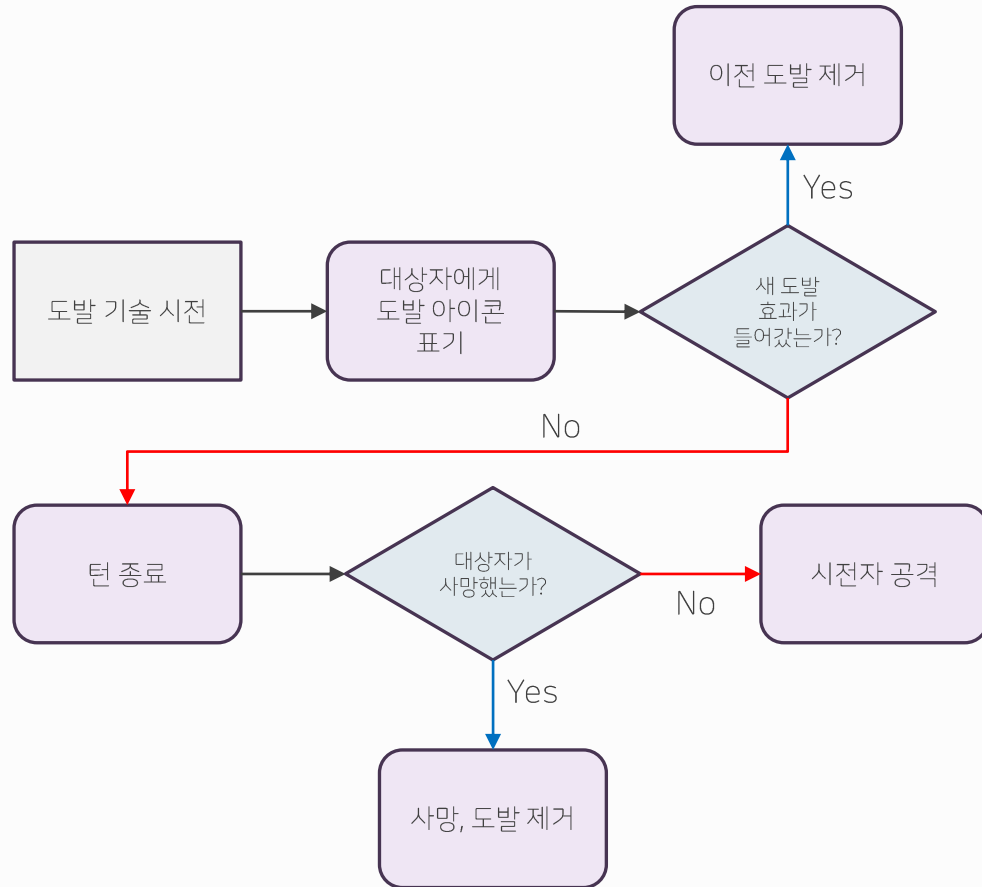 이전 도발 제거
Yes
도발 기술 시전
대상자에게
도발 아이콘
표기
새 도발
효과가
들어갔는가?
No
턴 종료
대상자가
사망했는가?
No
시전자 공격
Yes
사망, 도발 제거